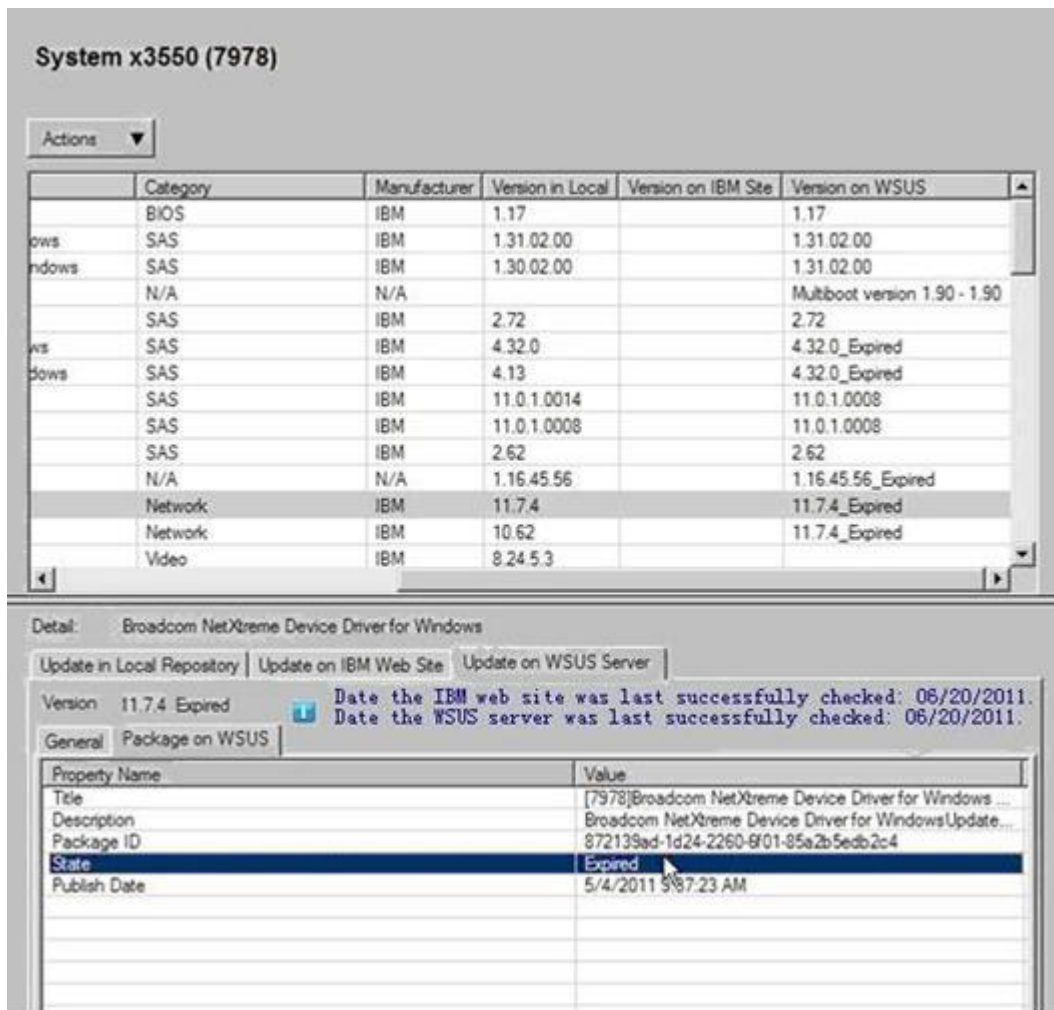 System x3550 (7978)
Actions
Category Manufacturer Version in Local Version on IBM Site Version on WSUS
BIOS IBM 1.17 1.17
ows SAS IBM 1.31.02.00 1.31.02.00
ndows SAS IBM 1.30.02.00 1.31.02.00
N/A N/A Multiboot version 1.90 - 1.90
SAS IBM 2.72 2.72
ws SAS IBM 4.32.0 4.32.0_Expired
dows SAS IBM 4.13 4.32.0_Expired
SAS IBM 11.0.1.0014 11.0.1.0008
SAS IBM 11.0.1.0008 11.0.1.0008
SAS IBM 2.62 2.62
N/A N/A 1.16.45.56 1.16.45.56_Expired
Network IBM 11.7.4 11.7.4_Expired
Network IBM 10.62 11.7.4_Expired
Video IBM 8.24.5.3
Detail: Broadcom NetXtreme Device Driver for Windows
Update in Local Repository Update on IBM Web Site Update on WSUS Server
Version 11.7.4 Expired Date the IBM web site was last successfully checked: 06/20/2011.
Date the WSUS server was last successfully checked: 06/20/2011.
General Package on WSUS
Property Name Value
Title [7978]Broadcom NetXtreme Device Driver for Windows ...
Description Broadcom NetXtreme Device Driver for WindowsUpdate...
Package ID 872139ad-1d24-2260-6f01-85a2b5edb2c4
State Expired
Publish Date 5/4/2011 AM